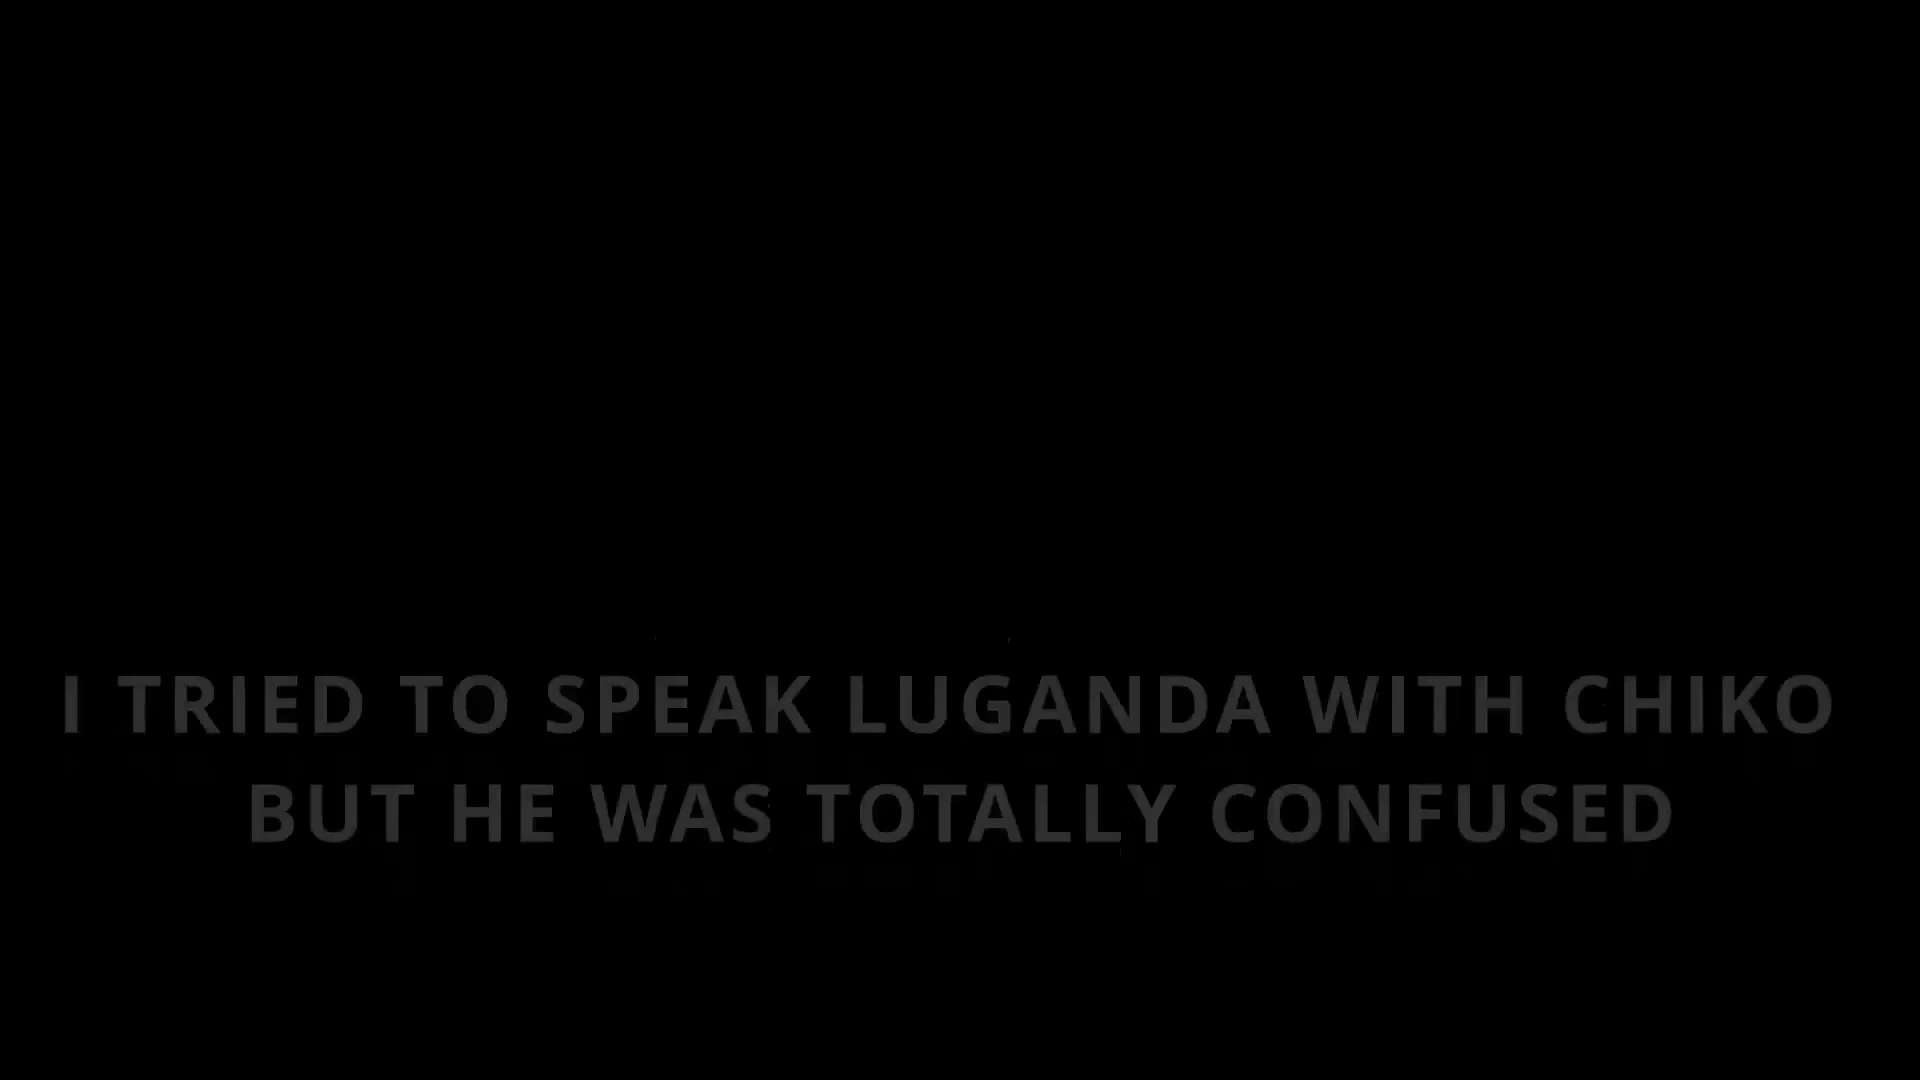 I TRIED TO SPEAK LUGANDA WITH CHIKO
BUT HE WAS TOTALLY CONFUSED